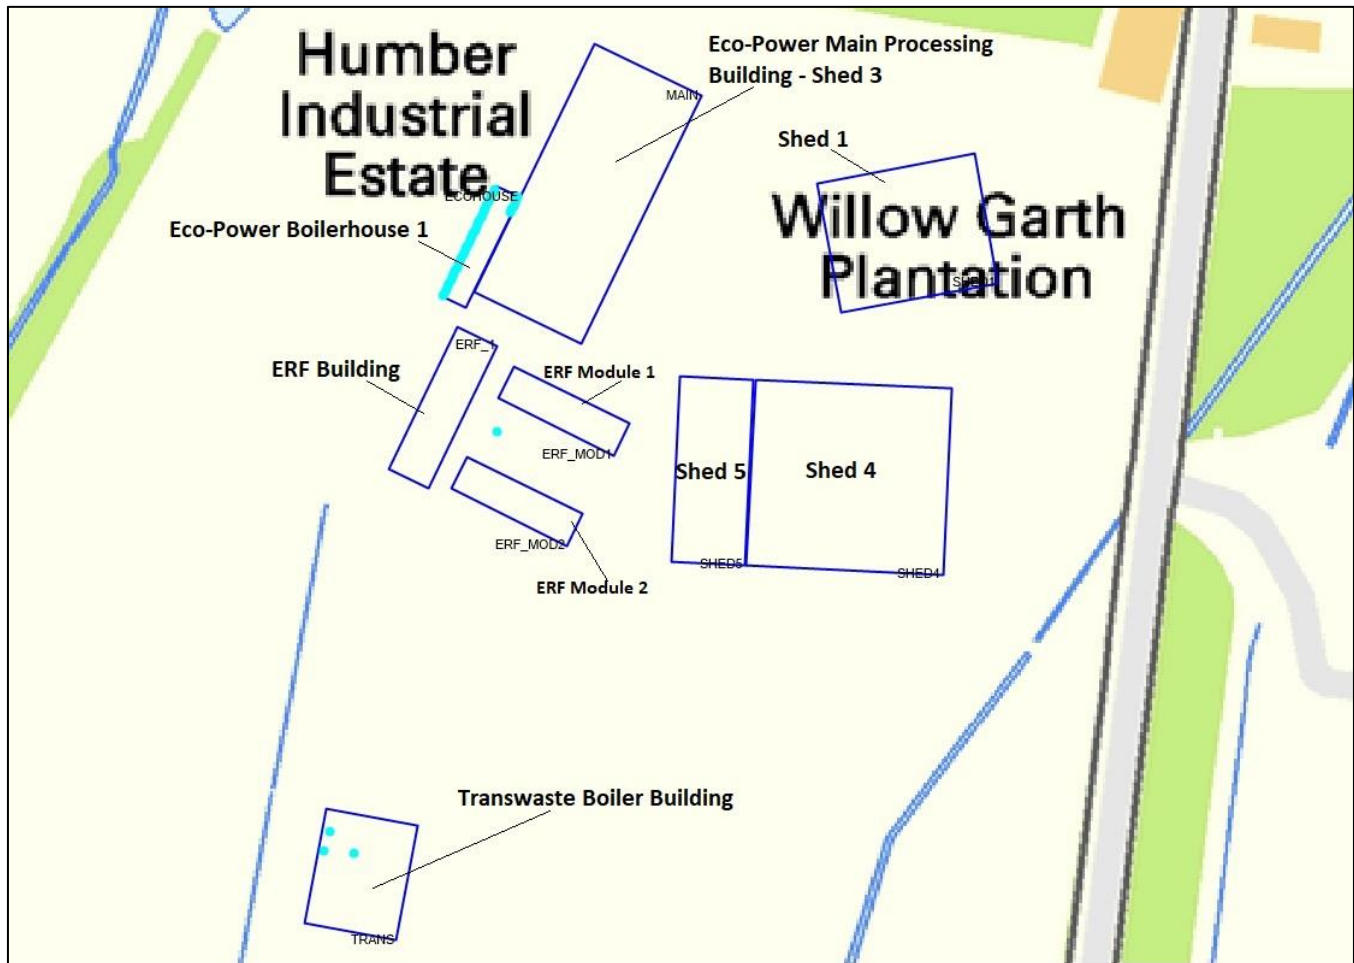 Humber
Industrial
Estate
Eco-Power Main Processing
Building - Shed 3
MAIN
Shed 1
ECOHOUSE
Willow Garth
Plantation
SHED1
Eco-Power Boilerhouse 1
ERF_1
ERF Building
ERF Module 1
ERF_MOD1
Shed 5
Shed 4
ERF_MOD2
SHED5
SHED4
ERF Module 2
Transwaste Boiler Building
TRANS